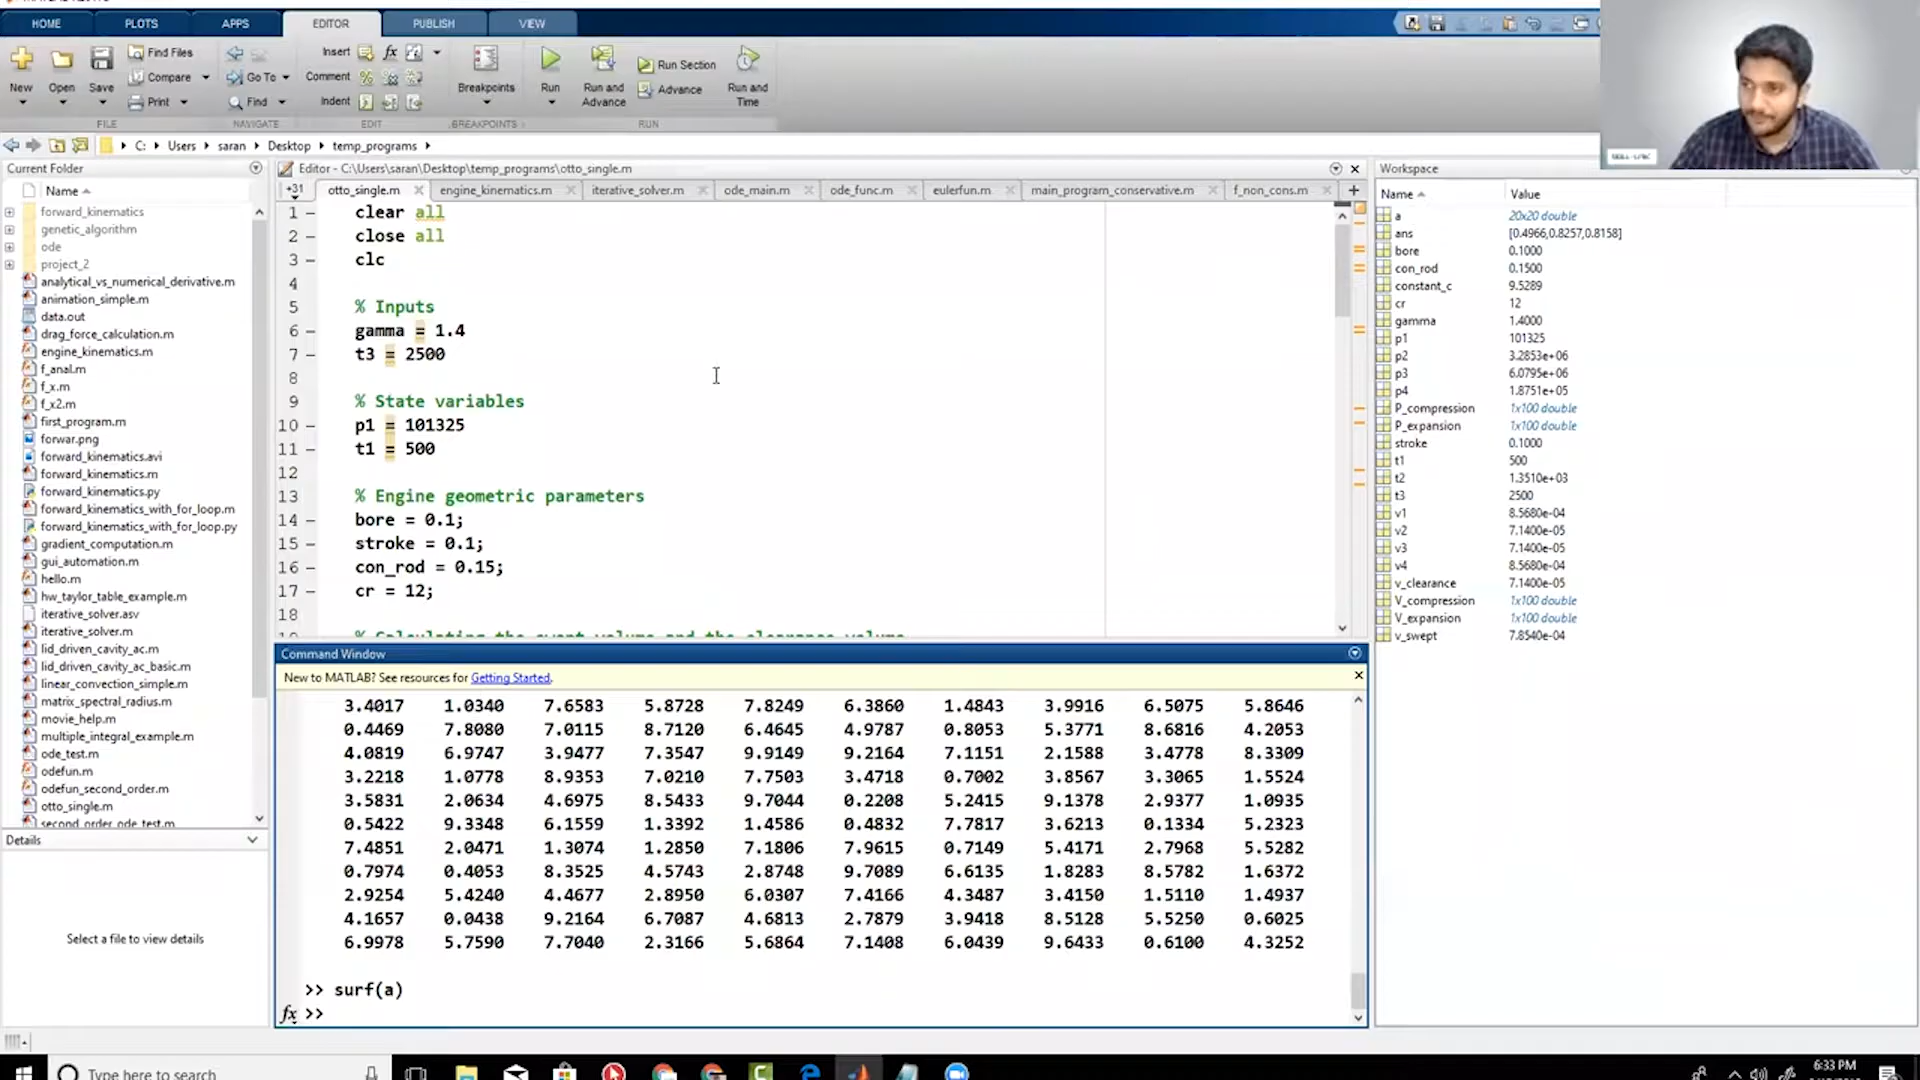 HOME
PLOTS
APPS
EDITOR
PUBLISH
VIEW
New
Open
Save
Find Files
Compare
Print
Go To
Find
Insert
Comment
Indent
Breakpoints
Run
Run and Advance
Run Section
Advance
Run and Time
FILE
NAVIGATE
EDIT
BREAKPOINTS
RUN
C: Users saran Desktop temp_programs
Current Folder
Name
forward_kinematics
genetic_algorithm
ode
project_2
analytical_vs_numerical_derivative.m
animation_simple.m
data.out
drag_force_calculation.m
engine_kinematics.m
f_anal.m
f_x.m
f_x2.m
first_program.m
forwar.png
forward_kinematics.avi
forward_kinematics.m
forward_kinematics.py
forward_kinematics_with_for_loop.m
forward_kinematics_with_for_loop.py
gradient_computation.m
gui_automation.m
hello.m
hw_taylor_table_example.m
iterative_solver.asv
iterative_solver.m
lid_driven_cavity_ac.m
lid_driven_cavity_ac_basic.m
linear_convection_simple.m
matrix_spectral_radius.m
movie_help.m
multiple_integral_example.m
ode_test.m
odefun.m
odefun_second_order.m
otto_single.m
second_order_ode_test.m
Details
Select a file to view details
Editor - C:\Users\saran\Desktop\temp_programs\otto_single.m
+31 otto_single.m engine_kinematics.m iterative_solver.m ode_main.m ode_func.m eulerfun.m main_program_conservative.m f_non_cons.m
1 – clear all
2 – close all
3 – clc
4
5 % Inputs
6 – gamma = 1.4
7 – t3 = 2500
8
9 % State variables
10 – p1 = 101325
11 – t1 = 500
12
13 % Engine geometric parameters
14 – bore = 0.1;
15 – stroke = 0.1;
16 – con_rod = 0.15;
17 – cr = 12;
18
19 % Calculating the swept volume and the clearance volume
Command Window
New to MATLAB? See resources for Getting Started.
3.4017 1.0340 7.6583 5.8728 7.8249 6.3860 1.4843 3.9916 6.5075 5.8646
0.4469 7.8080 7.0115 8.7120 6.4645 4.9787 0.8053 5.3771 8.6816 4.2053
4.0819 6.9747 3.9477 7.3547 9.9149 9.2164 7.1151 2.1588 3.4778 8.3309
3.2218 1.0778 8.9353 7.0210 7.7503 3.4718 0.7002 3.8567 3.3065 1.5524
3.5831 2.0634 4.6975 8.5433 9.7044 0.2208 5.2415 9.1378 2.9377 1.0935
0.5422 9.3348 6.1559 1.3392 1.4586 0.4832 7.7817 3.6213 0.1334 5.2323
7.4851 2.0471 1.3074 1.2850 7.1806 7.9615 0.7149 5.4171 2.7968 5.5282
0.7974 0.4053 8.3525 4.5743 2.8748 9.7089 6.6135 1.8283 8.5782 1.6372
2.9254 5.4240 4.4677 2.8950 6.0307 7.4166 4.3487 3.4150 1.5110 1.4937
4.1657 0.0438 9.2164 6.7087 4.6813 2.7879 3.9418 8.5128 5.5250 0.6025
6.9978 5.7590 7.7040 2.3166 5.6864 7.1408 6.0439 9.6433 0.6100 4.3252
>> surf(a)
fx >>
Workspace
Name Value
a 20x20 double
ans [0.4966,0.8257,0.8158]
bore 0.1000
con_rod 0.1500
constant_c 9.5289
cr 12
gamma 1.4000
p1 101325
p2 3.2853e+06
p3 6.0795e+06
p4 1.8751e+05
P_compression 1x100 double
P_expansion 1x100 double
stroke 0.1000
t1 500
t2 1.3510e+03
t3 2500
v1 8.5680e-04
v2 7.1400e-05
v3 7.1400e-05
v4 8.5680e-04
v_clearance 7.1400e-05
V_compression 1x100 double
V_expansion 1x100 double
v_swept 7.8540e-04
Type here to search
6:33 PM